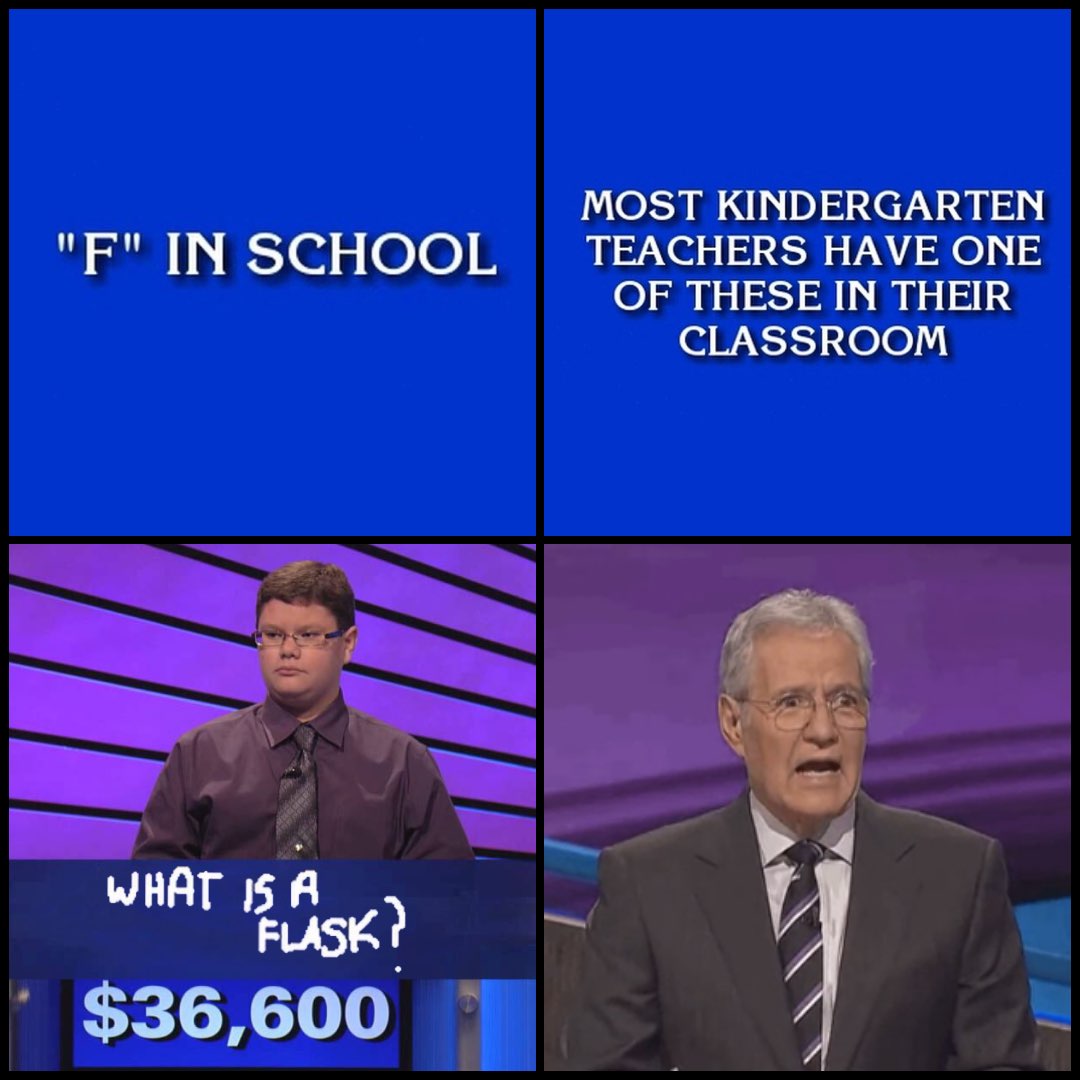 "F" IN SCHOOL
MOST KINDERGARTEN
TEACHERS HAVE ONE
OF THESE IN THEIR
CLASSROOM
WHAT IS A
FLASK?
$36,600